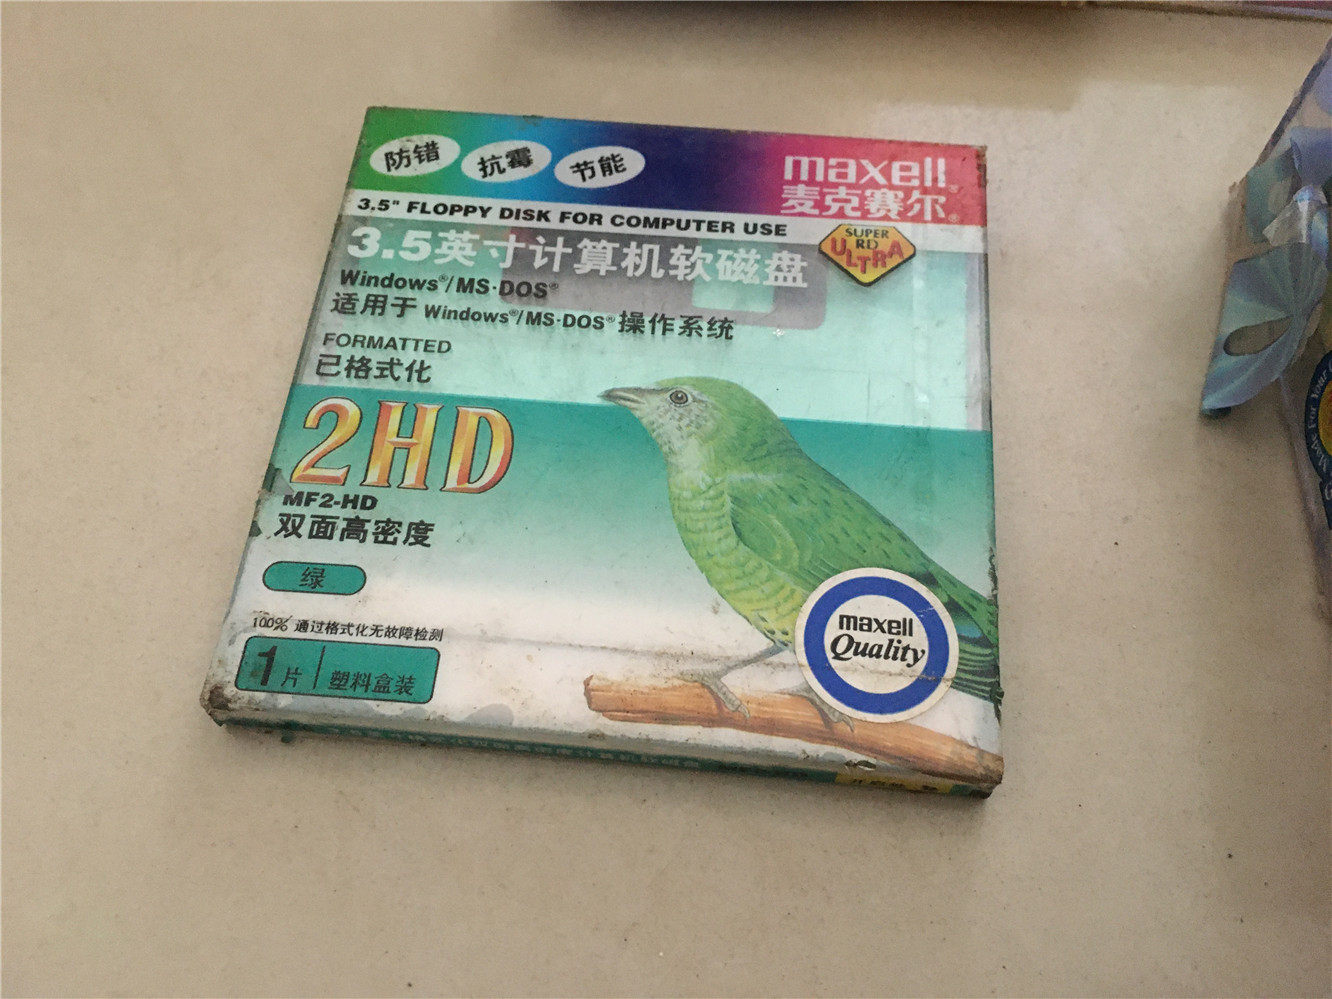 防错 抗霉 节能
maxell®
麦克赛尔®
3.5" FLOPPY DISK FOR COMPUTER USE
3.5英寸计算机软磁盘
SUPER
RD
ULTRA
Windows®/MS·DOS®
适用于 Windows®/MS·DOS® 操作系统
FORMATTED
已格式化
2HD
MF2-HD
双面高密度
绿
maxell
Quality
100% 通过格式化无故障检测
1片 塑料盒装